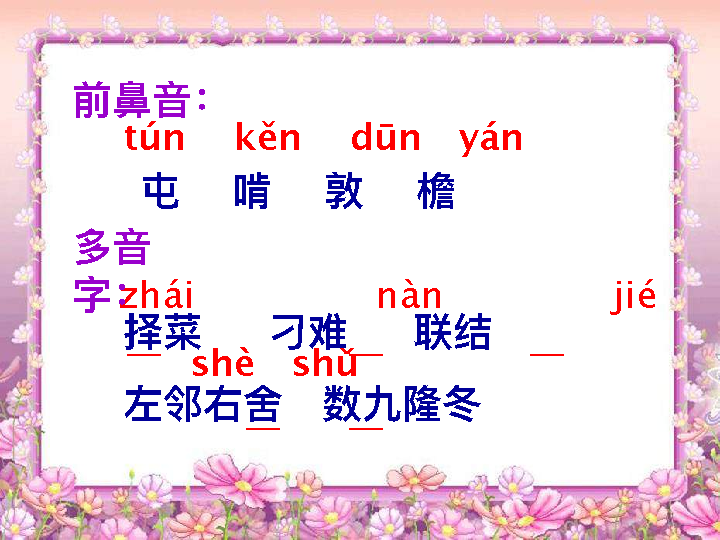 前鼻音：
tún kěn dūn yán
屯 啃 敦 檐
多音
字：
zhái nàn jié
择菜 刁难 联结
shè shǔ
左邻右舍 数九隆冬